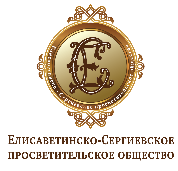 ЕЛИСАВЕТИНСКО-СЕРГИЕВСКОЕ
ПРОСВЕТИТЕЛЬСКОЕ ОБЩЕСТВО